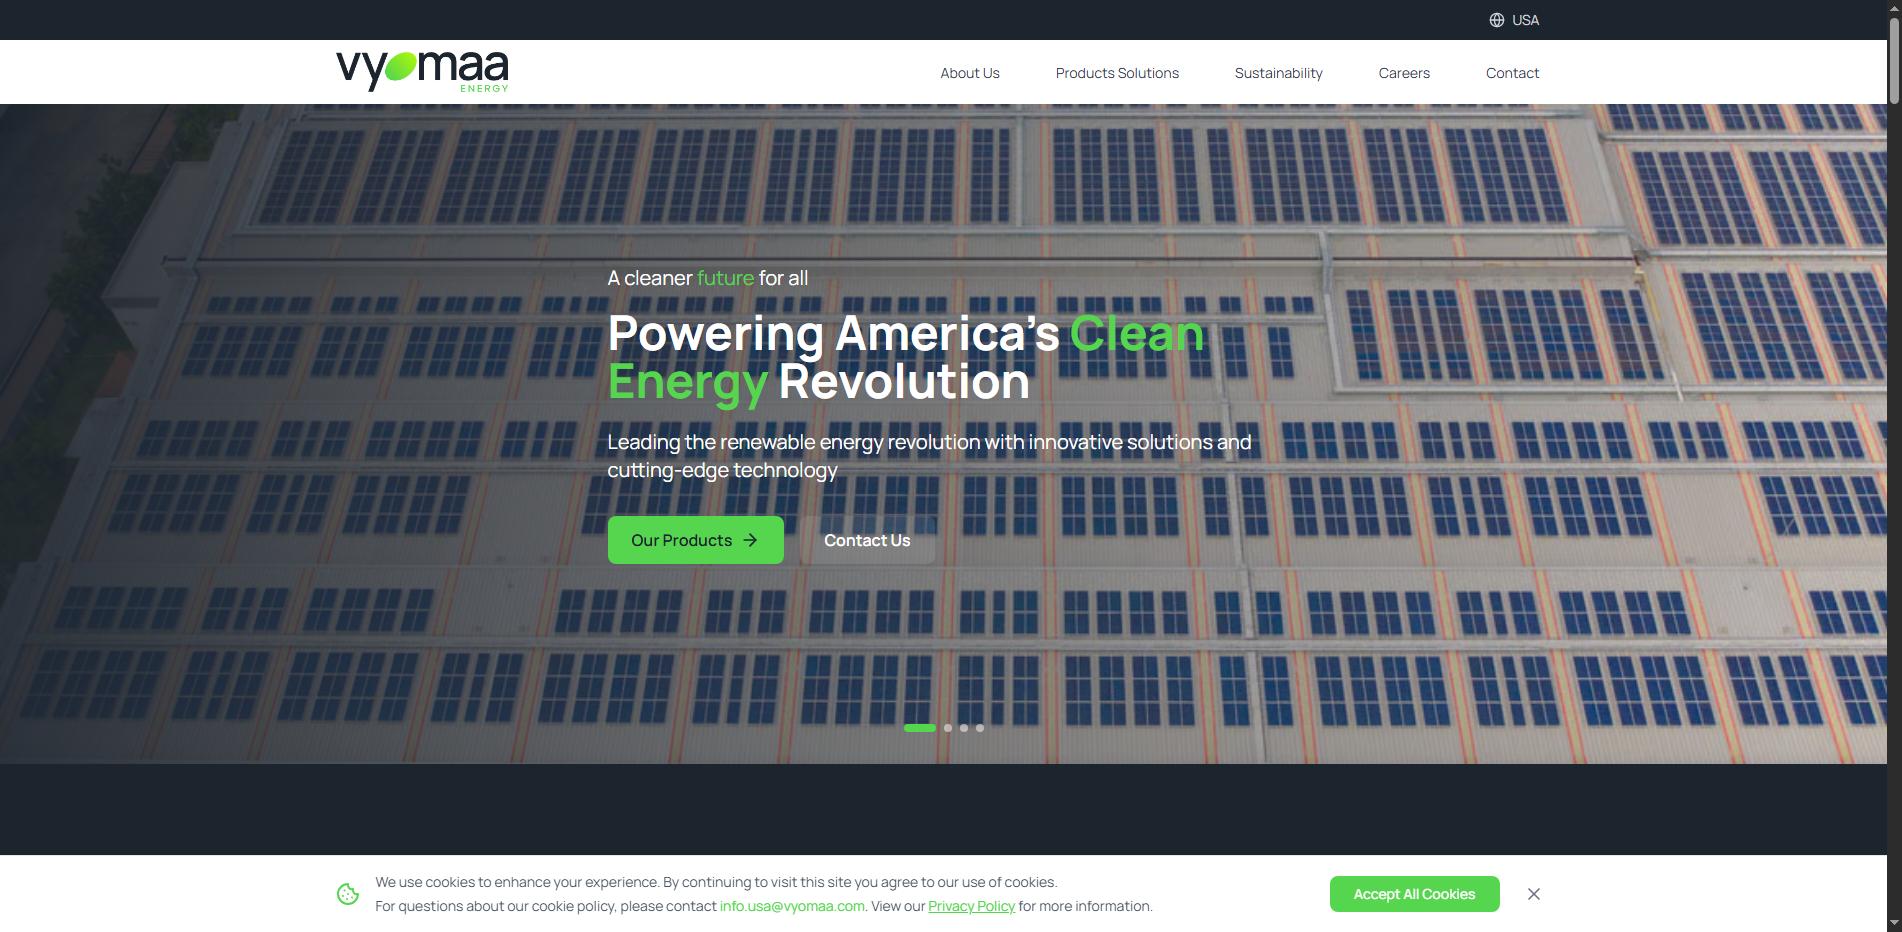 USA
vyomaa
ENERGY
About Us
Products Solutions
Sustainability
Careers
Contact
A cleaner future for all
Powering America's Clean
Energy Revolution
Leading the renewable energy revolution with innovative solutions and
cutting-edge technology
Our Products
Contact Us
We use cookies to enhance your experience. By continuing to visit this site you agree to our use of cookies.
For questions about our cookie policy, please contact info.usa@vyomaa.com. View our Privacy Policy for more information.
Accept All Cookies